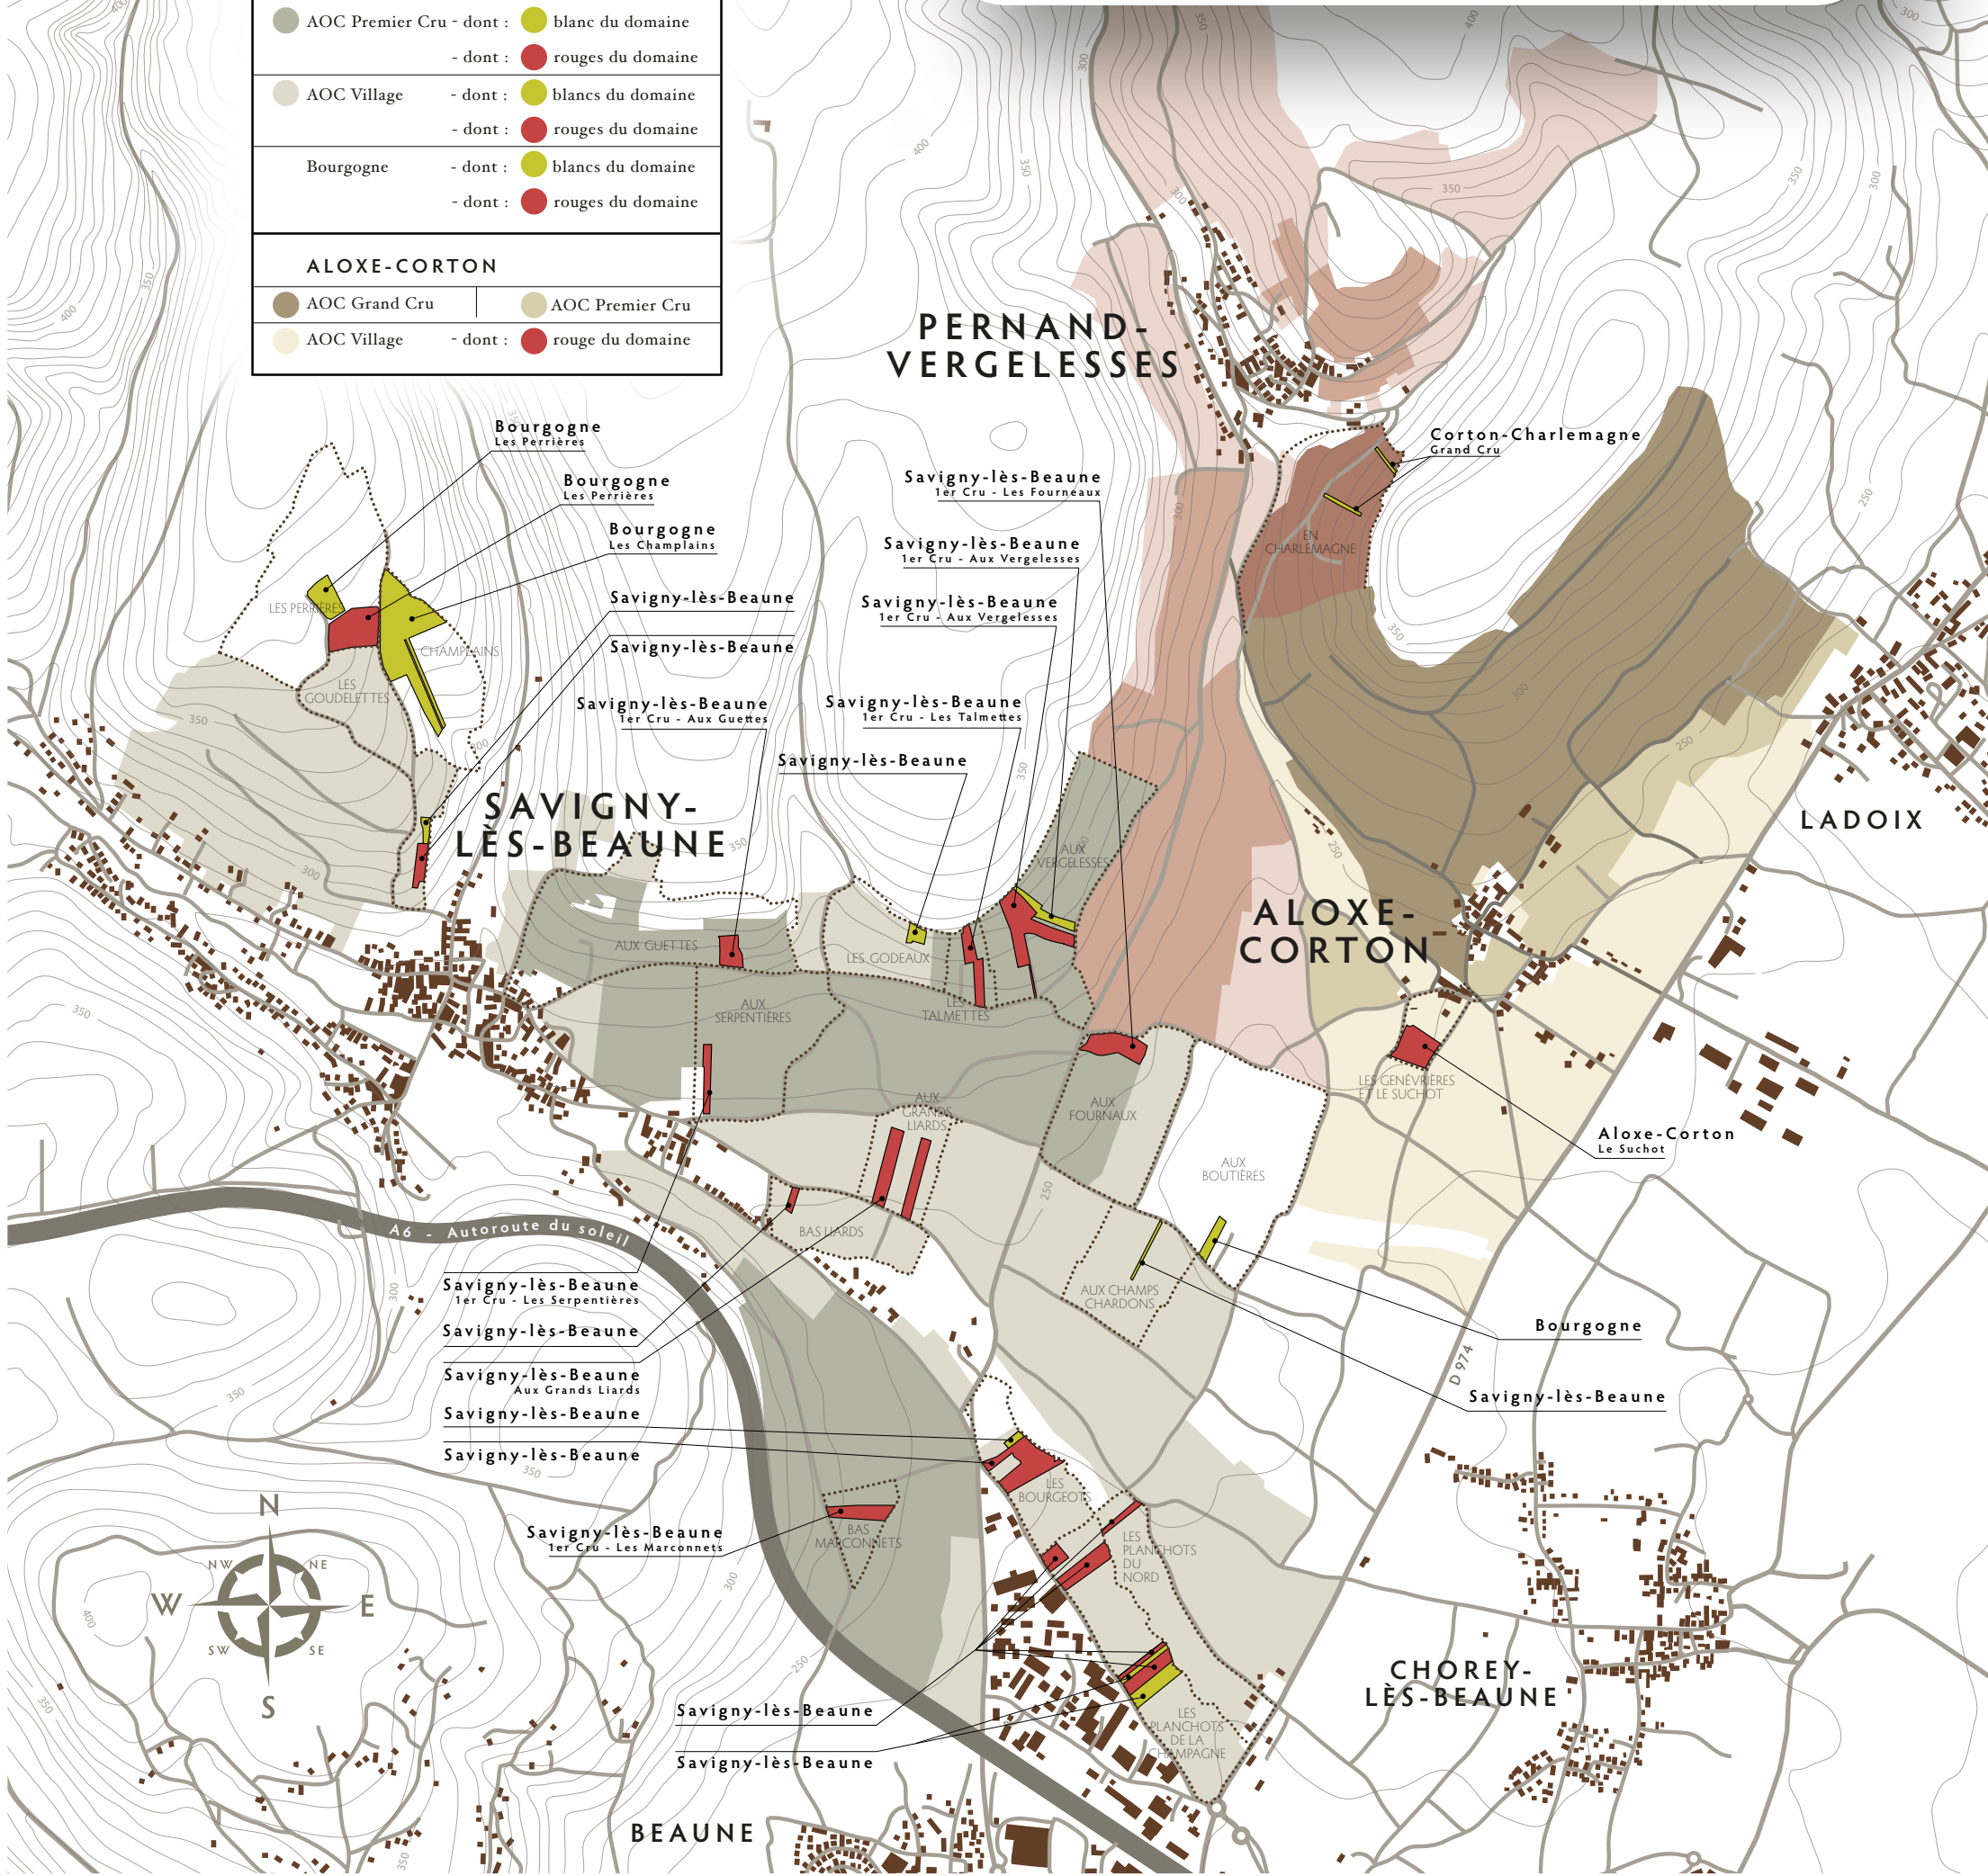 AOC Premier Cru - dont : blanc du domaine
- dont : rouges du domaine
AOC Village - dont : blancs du domaine
- dont : rouges du domaine
Bourgogne - dont : blancs du domaine
- dont : rouges du domaine
ALOXE-CORTON
AOC Grand Cru AOC Premier Cru
AOC Village - dont : rouge du domaine
PERNAND-
VERGELESSES
Bourgogne
Les Perrières
Bourgogne
Les Perrières
Bourgogne
Les Champlains
Savigny-lès-Beaune
Savigny-lès-Beaune
Savigny-lès-Beaune
1er Cru - Aux Guettes
Savigny-lès-Beaune
1er Cru - Les Fourneaux
Savigny-lès-Beaune
1er Cru - Aux Vergelesses
Savigny-lès-Beaune
1er Cru - Aux Vergelesses
Savigny-lès-Beaune
1er Cru - Les Talmettes
Savigny-lès-Beaune
Corton-Charlemagne
Grand Cru
EN
CHARLEMAGNE
LES PERRIÈRES
CHAMPLAINS
LES
GOUDELETTES
SAVIGNY-
LÈS-BEAUNE
LADOIX
ALOXE-
CORTON
AUX
VERGELESSES
AUX GUETTES
LES GODEAUX
AUX
SERPENTIÈRES
LES
TALMETTES
AUX
GRANDS
LIARDS
AUX
FOURNAUX
LES GENÉVRIÈRES
ET LE SUCHOT
Aloxe-Corton
Le Suchot
AUX
BOUTIÈRES
BAS LIARDS
AUX CHAMPS
CHARDONS
A6 - Autoroute du soleil
Savigny-lès-Beaune
1er Cru - Les Serpentières
Savigny-lès-Beaune
Savigny-lès-Beaune
Aux Grands Liards
Savigny-lès-Beaune
Savigny-lès-Beaune
Savigny-lès-Beaune
1er Cru - Les Marconnets
Bourgogne
Savigny-lès-Beaune
D 974
LES
BOURGEOTS
BAS
MARCONNETS
LES
PLANCHOTS
DU
NORD
LES
PLANCHOTS
DE LA
CHAMPAGNE
Savigny-lès-Beaune
Savigny-lès-Beaune
CHOREY-
LÈS-BEAUNE
BEAUNE
N
NW NE
W E
SW SE
S
400
350
300
250